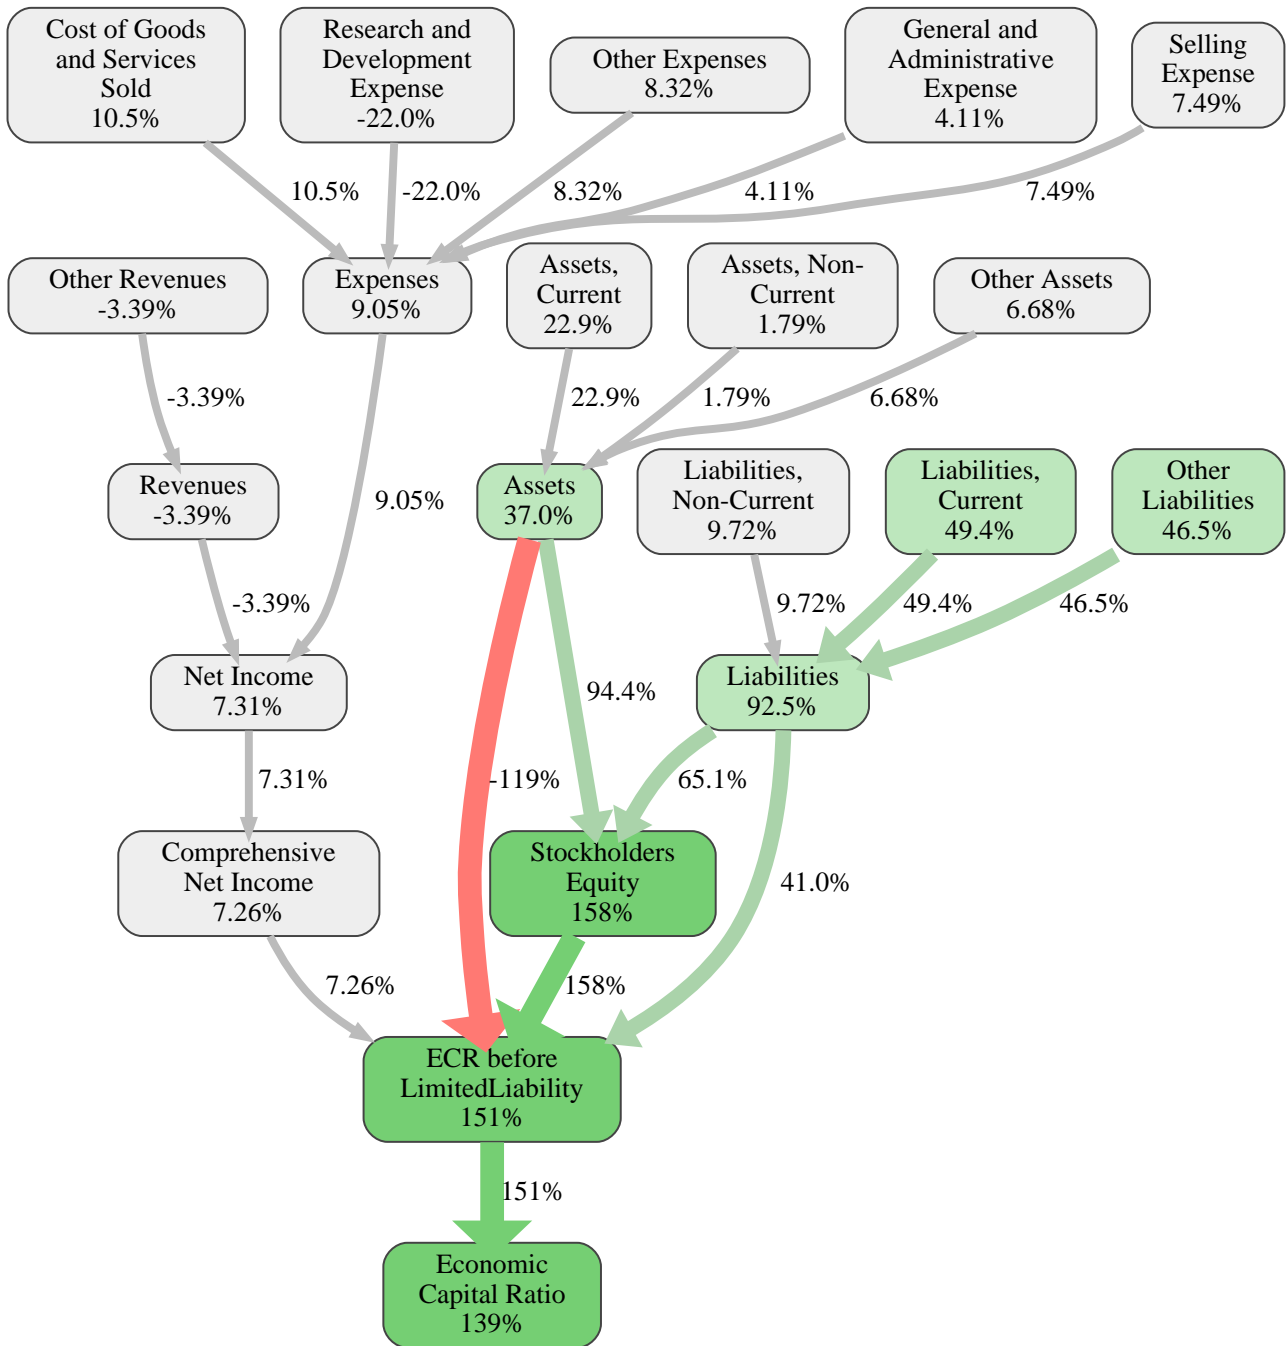 Cost of Goods
and Services
Sold
10.5%
Research and
Development
Expense
-22.0%
Other Expenses
8.32%
General and
Administrative
Expense
4.11%
Selling
Expense
7.49%
10.5%
-22.0%
8.32%
4.11%
7.49%
Other Revenues
-3.39%
Expenses
9.05%
Assets,
Current
22.9%
Assets, Non-
Current
1.79%
Other Assets
6.68%
-3.39%
22.9%
1.79%
6.68%
Revenues
-3.39%
9.05%
Assets
37.0%
Liabilities,
Non-Current
9.72%
Liabilities,
Current
49.4%
Other
Liabilities
46.5%
-3.39%
9.72%
49.4%
46.5%
Net Income
7.31%
94.4%
Liabilities
92.5%
7.31%
-119%
65.1%
Comprehensive
Net Income
7.26%
Stockholders
Equity
158%
41.0%
7.26%
158%
ECR before
LimitedLiability
151%
151%
Economic
Capital Ratio
139%